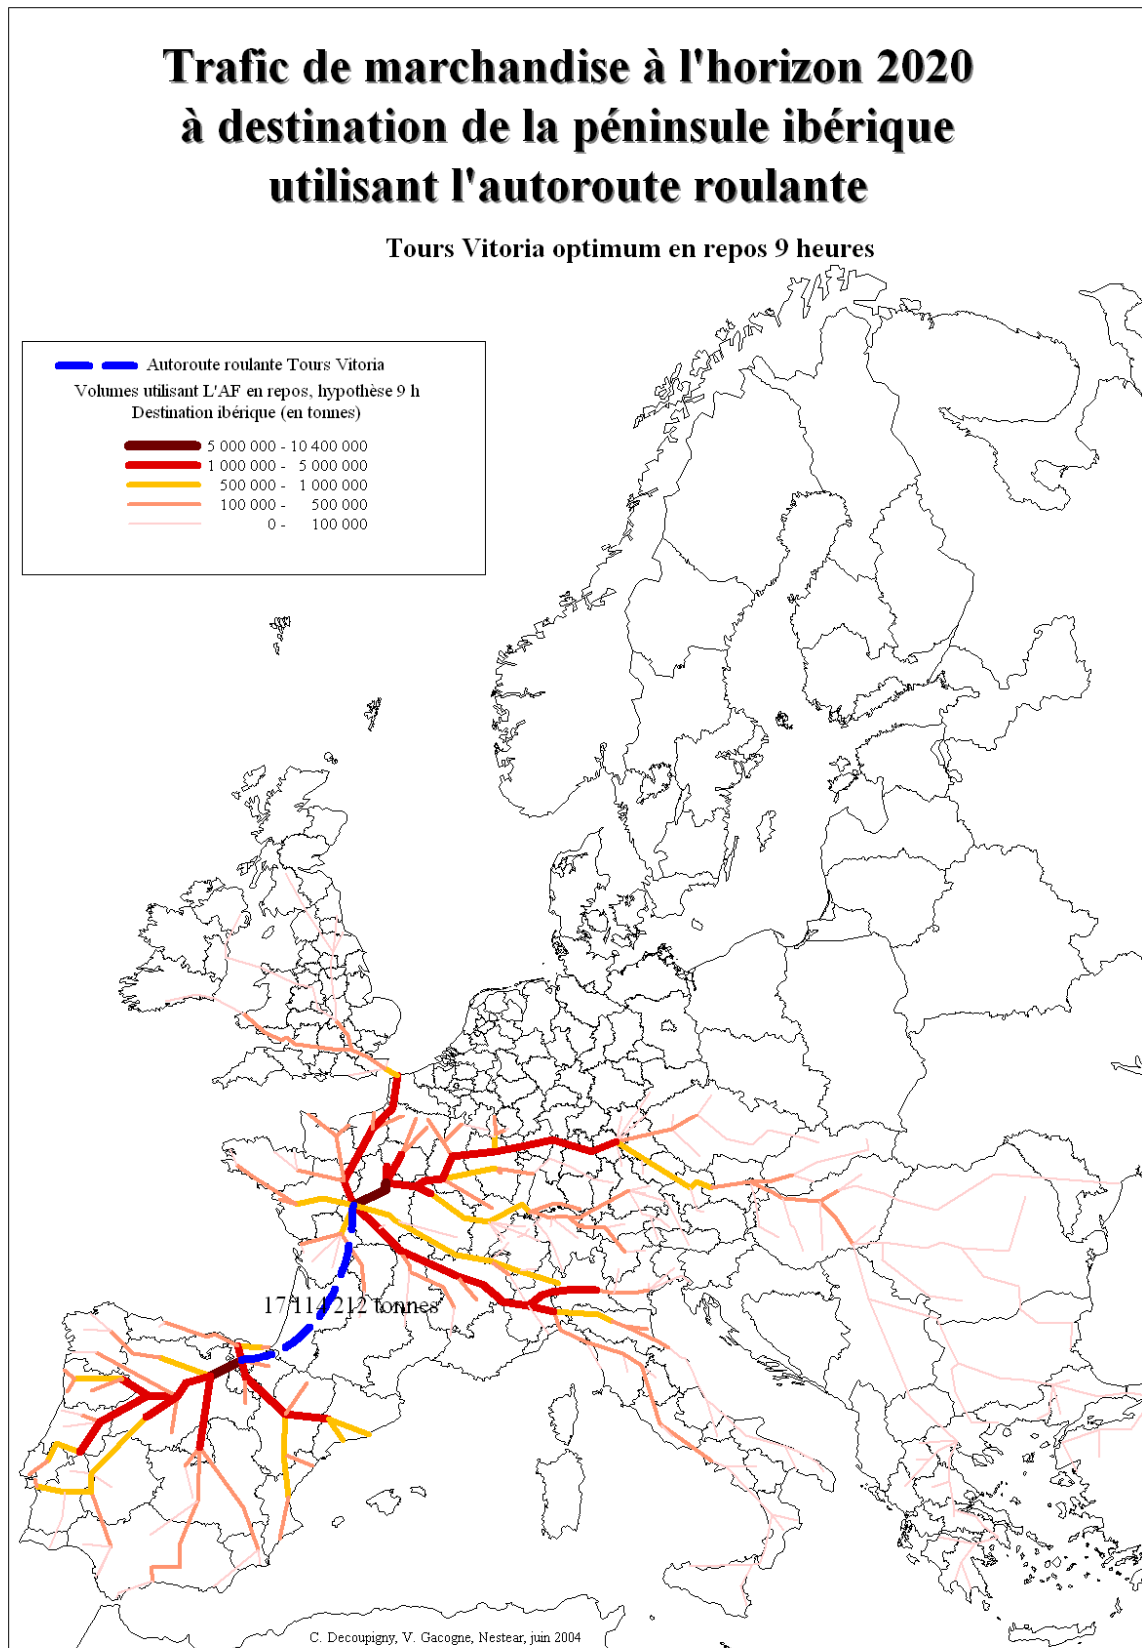 Trafic de marchandise à l'horizon 2020
à destination de la péninsule ibérique
utilisant l'autoroute roulante
Tours Vitoria optimum en repos 9 heures
Autoroute roulante Tours Vitoria
Volumes utilisant L'AF en repos, hypothèse 9 h
Destination ibérique (en tonnes)
5 000 000 - 10 400 000
1 000 000 - 5 000 000
500 000 - 1 000 000
100 000 - 500 000
0 - 100 000
17 114 212 tonnes
C. Decoupigny, V. Gacogne, Nestear, juin 2004